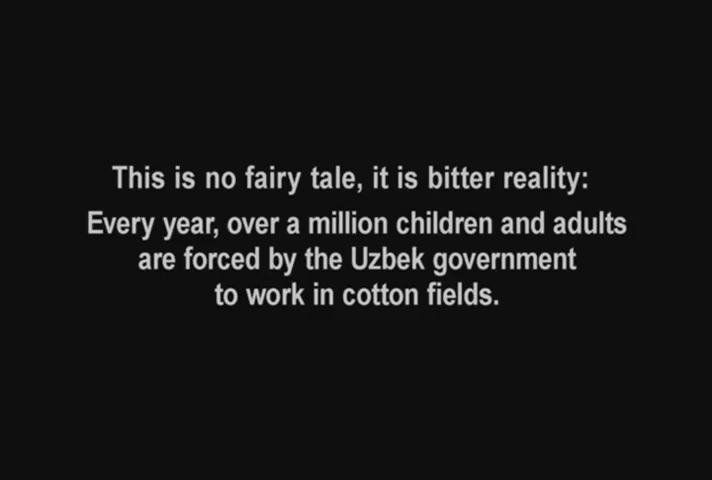 This is no fairy tale, it is bitter reality:
Every year, over a million children and adults
are forced by the Uzbek government
to work in cotton fields.